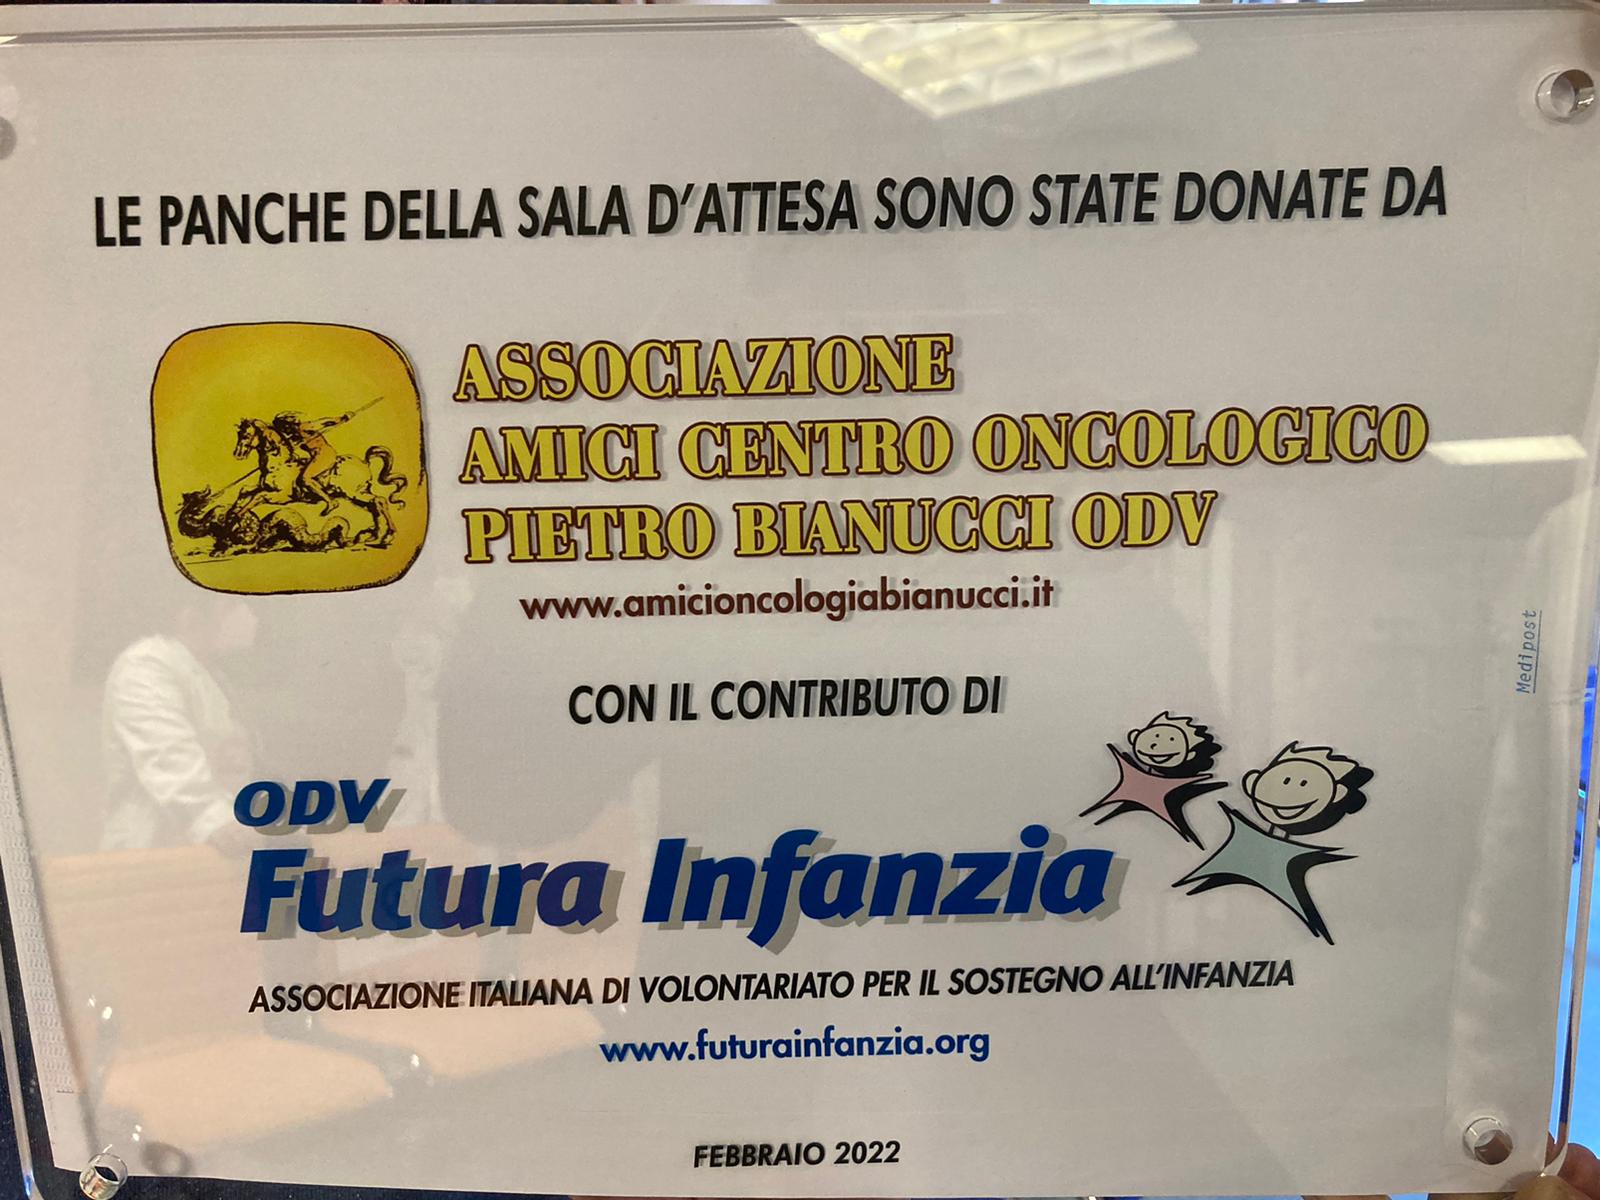 LE PANCHE DELLA SALA D'ATTESA SONO STATE DONATE DA
ASSOCIAZIONE
AMICI CENTRO ONCOLOGICO
PIETRO BIANUCCI ODV
www.amicioncologiabianucci.it
CON IL CONTRIBUTO DI
ODV
Futura Infanzia
ASSOCIAZIONE ITALIANA DI VOLONTARIATO PER IL SOSTEGNO ALL'INFANZIA
www.futurainfanzia.org
FEBBRAIO 2022
Medipost